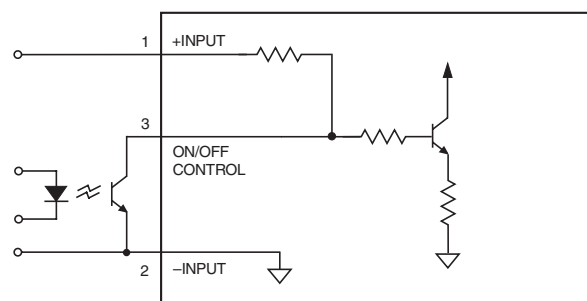 1 +INPUT
3
ON/OFF
CONTROL
2 –INPUT